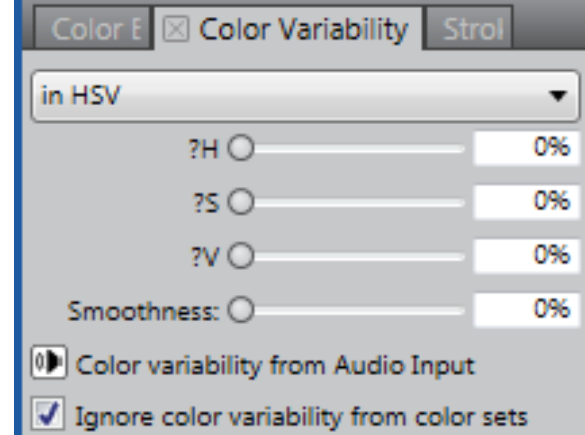 Color E Color Variability Stro
in HSV
?H 0%
?S 0%
?V 0%
Smoothness: 0%
Color variability from Audio Input
Ignore color variability from color sets